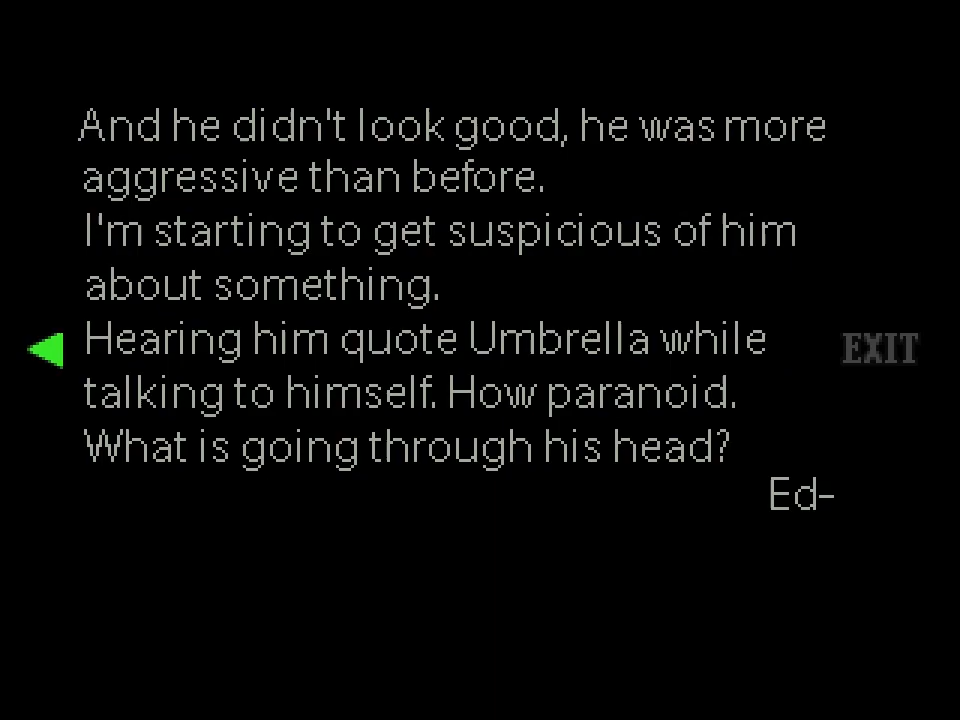 And he didn't look good, he was more
aggressive than before.
I'm starting to get suspicious of him
about something.
Hearing him quote Umbrella while
EXIT
talking to himself. How paranoid.
What is going through his head?
Ed-